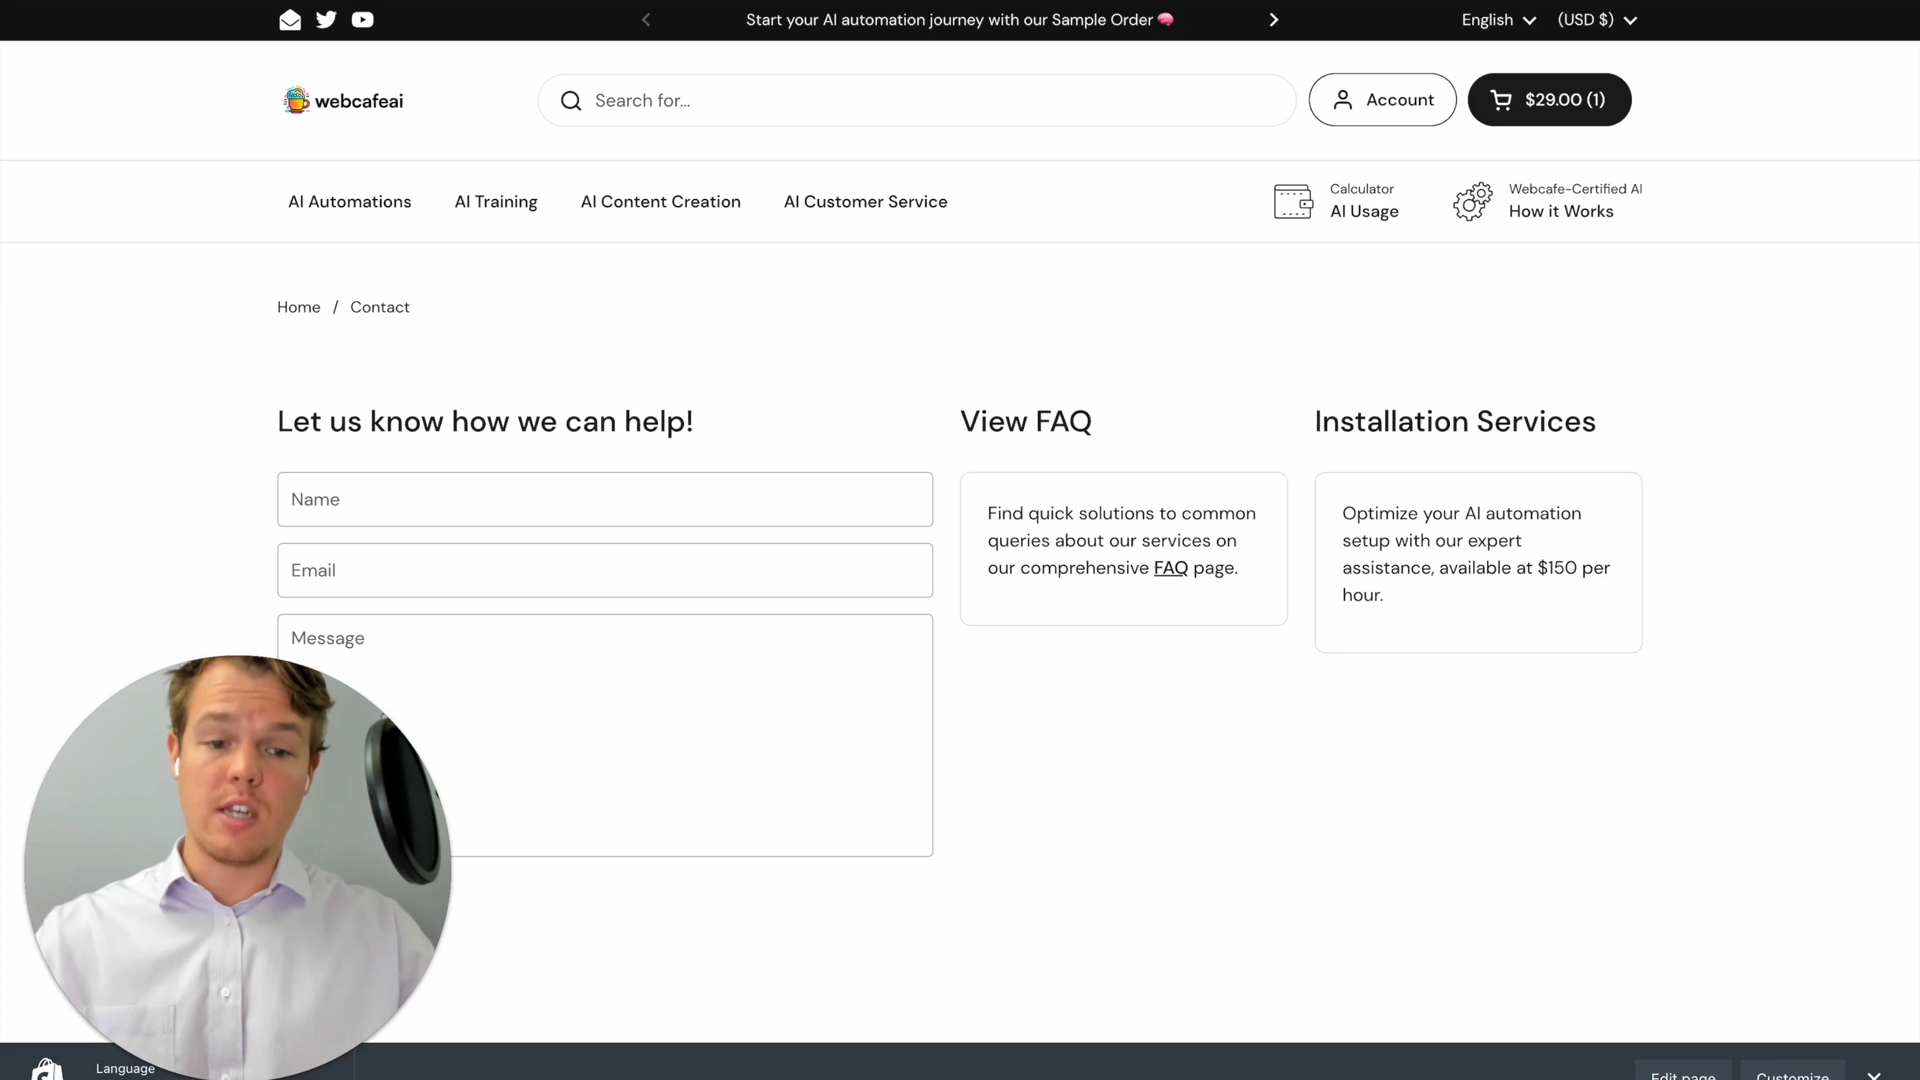 Start your AI automation journey with our Sample Order
English
(USD $)
webcafeai
Search for...
Account
$29.00 (1)
AI Automations
AI Training
AI Content Creation
AI Customer Service
Calculator
AI Usage
Webcafe-Certified AI
How it Works
Home / Contact
Let us know how we can help!
Name
Email
Message
View FAQ
Find quick solutions to common
queries about our services on
our comprehensive FAQ page.
Installation Services
Optimize your AI automation
setup with our expert
assistance, available at $150 per
hour.
Language
Edit page
Customize